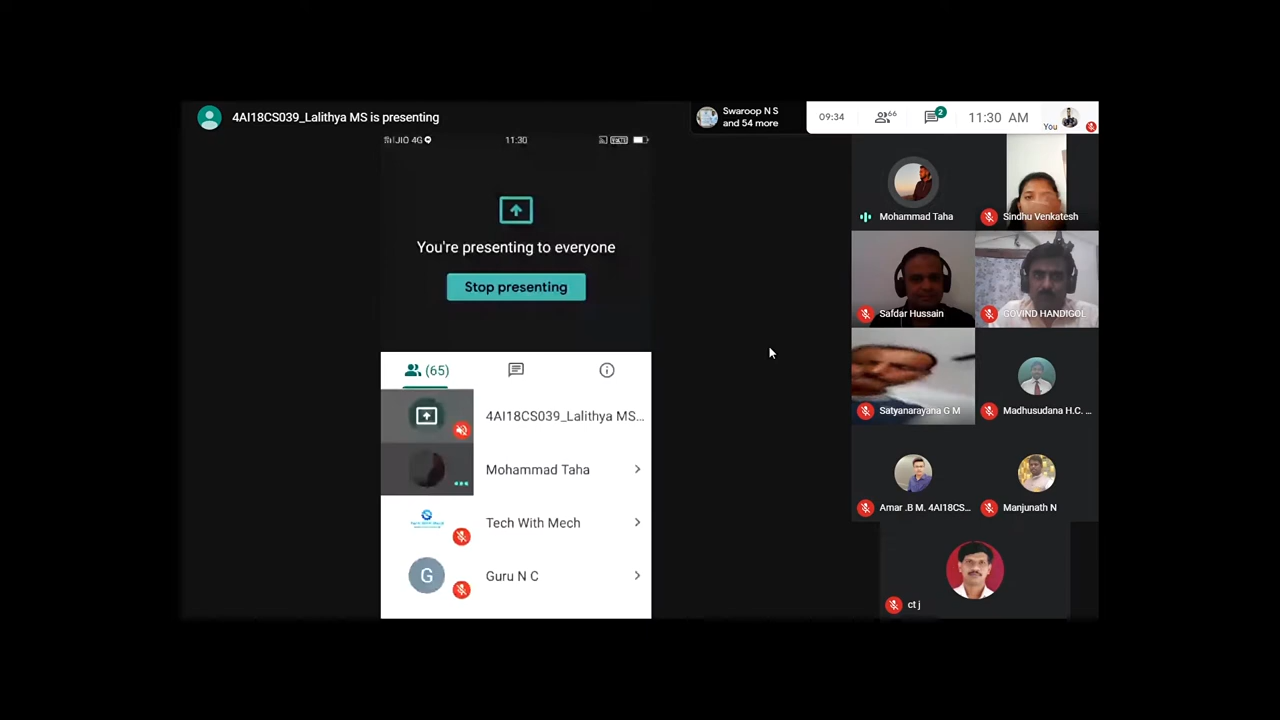 4AI18CS039_Lalithya MS is presenting
Swaroop N S
and 54 more
09:34
66
2
11:30 AM
You
JIO 4G
11:30
You're presenting to everyone
Stop presenting
(65)
4AI18CS039_Lalithya MS...
Mohammad Taha
Tech With Mech
G
Guru N C
Mohammad Taha
Sindhu Venkatesh
Safdar Hussain
GOVIND HANDIGOL
Satyanarayana G M
Madhusudana H.C. ...
Amar .B M. 4AI18CS...
Manjunath N
ct j